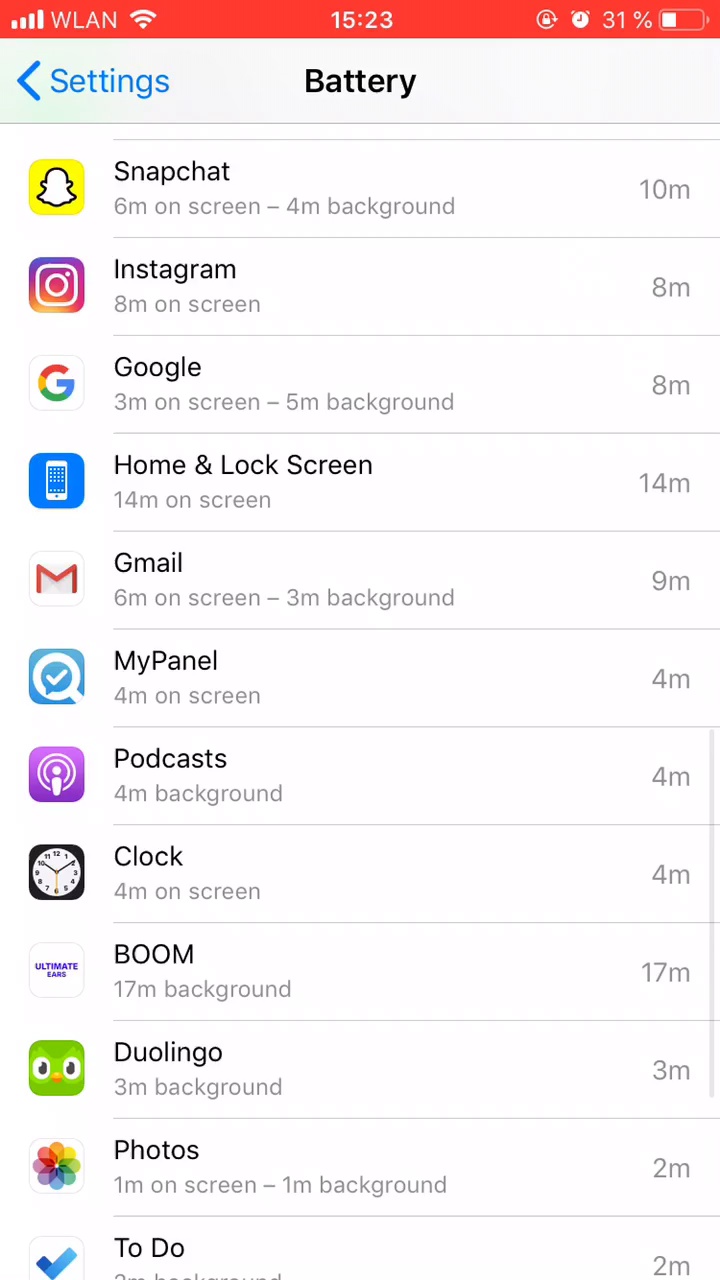 WLAN 15:23 31 %
Settings Battery
Snapchat
6m on screen – 4m background 10m
Instagram
8m on screen 8m
Google
3m on screen – 5m background 8m
Home & Lock Screen
14m on screen 14m
Gmail
6m on screen – 3m background 9m
MyPanel
4m on screen 4m
Podcasts
4m background 4m
Clock
4m on screen 4m
ULTIMATE
EARS
BOOM
17m background 17m
Duolingo
3m background 3m
Photos
1m on screen – 1m background 2m
To Do
2m background 2m